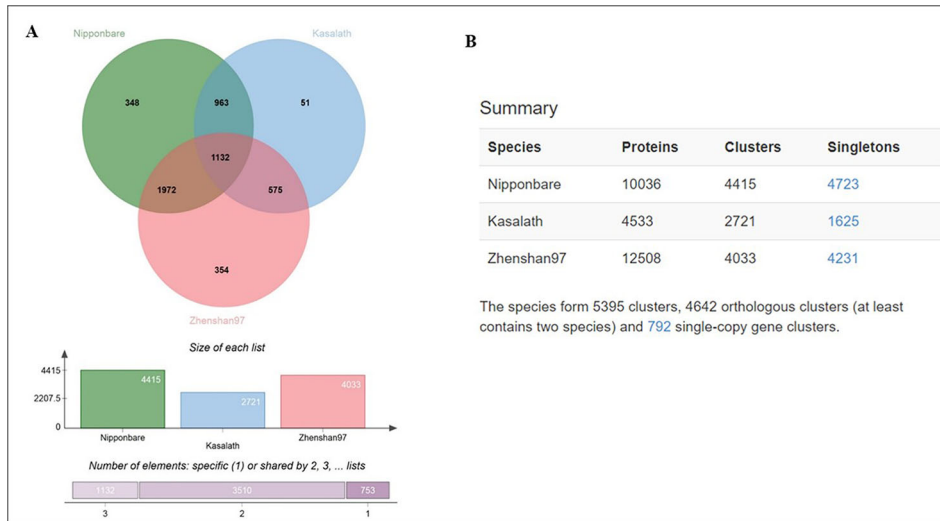 A
Nipponbare
Kasalath
348
963
51
1132
1972
575
354
Zhenshan97
Size of each list
4415
2207.5
0
4415
2721
4033
Nipponbare
Kasalath
Zhenshan97
Number of elements: specific (1) or shared by 2, 3, ... lists
1132
3510
753
3
2
1
B
Summary
Species Proteins Clusters Singletons
Nipponbare 10036 4415 4723
Kasalath 4533 2721 1625
Zhenshan97 12508 4033 4231
The species form 5395 clusters, 4642 orthologous clusters (at least
contains two species) and 792 single-copy gene clusters.